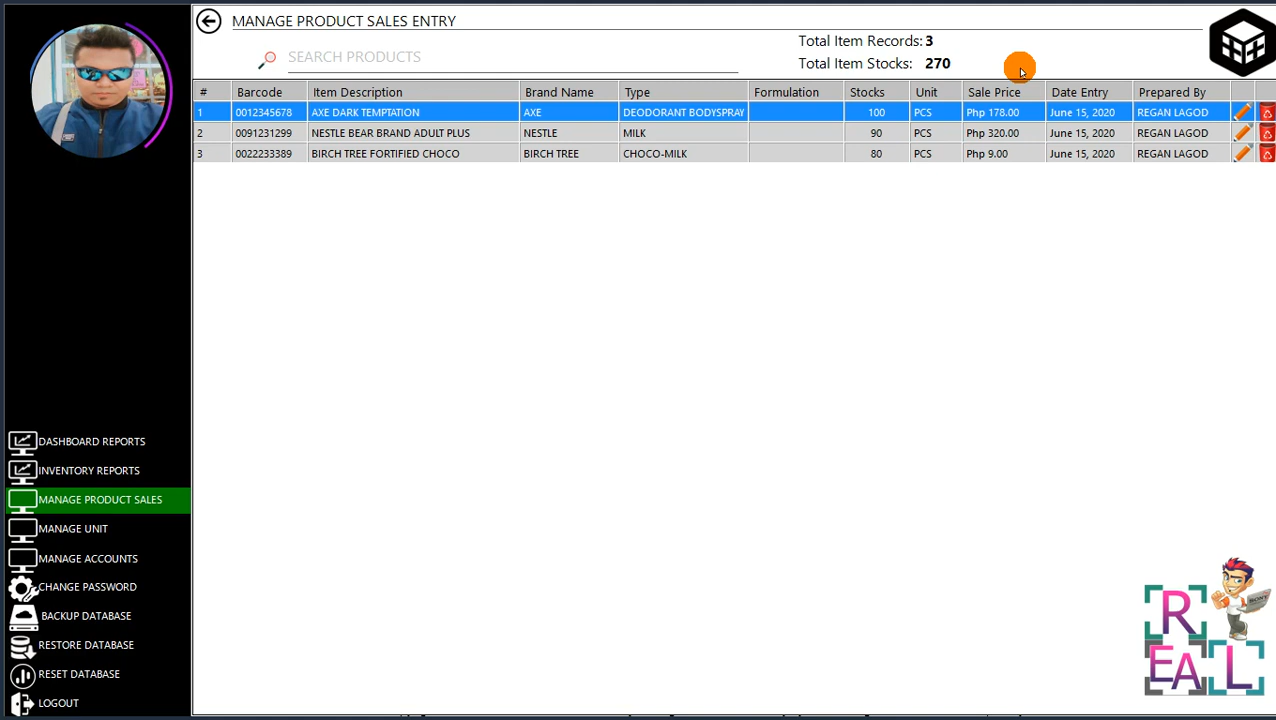 MANAGE PRODUCT SALES ENTRY
SEARCH PRODUCTS
Total Item Records: 3
Total Item Stocks: 270
# Barcode Item Description Brand Name Type Formulation Stocks Unit Sale Price Date Entry Prepared By
1 0012345678 AXE DARK TEMPTATION AXE DEODORANT BODYSPRAY 100 PCS Php 178.00 June 15, 2020 REGAN LAGOD
2 0091231299 NESTLE BEAR BRAND ADULT PLUS NESTLE MILK 90 PCS Php 320.00 June 15, 2020 REGAN LAGOD
3 0022233389 BIRCH TREE FORTIFIED CHOCO BIRCH TREE CHOCO-MILK 80 PCS Php 9.00 June 15, 2020 REGAN LAGOD
DASHBOARD REPORTS
INVENTORY REPORTS
MANAGE PRODUCT SALES
MANAGE UNIT
MANAGE ACCOUNTS
CHANGE PASSWORD
BACKUP DATABASE
RESTORE DATABASE
RESET DATABASE
LOGOUT
R
EA L